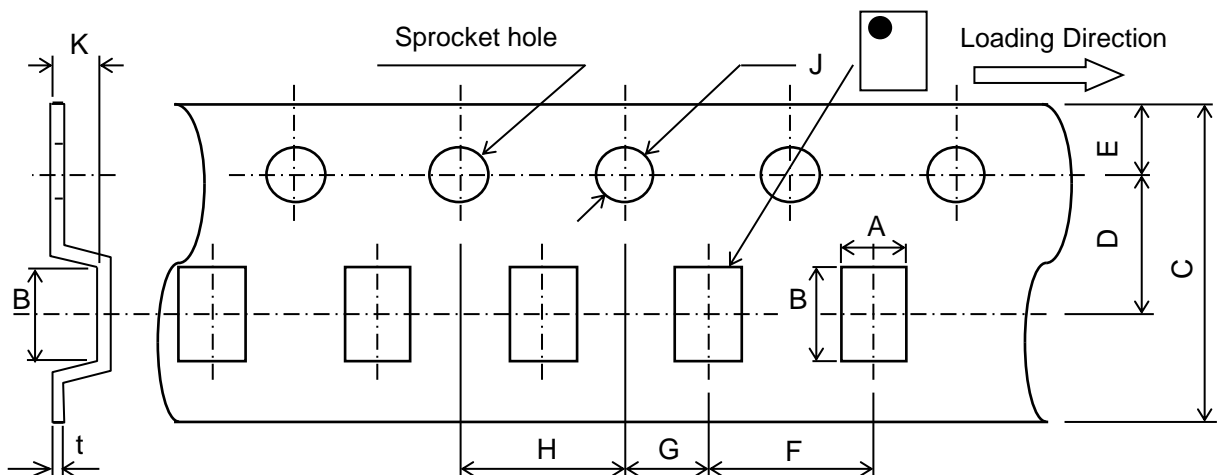 K
Sprocket hole
J
Loading Direction
E
A
D
C
B
B
t
H
G
F